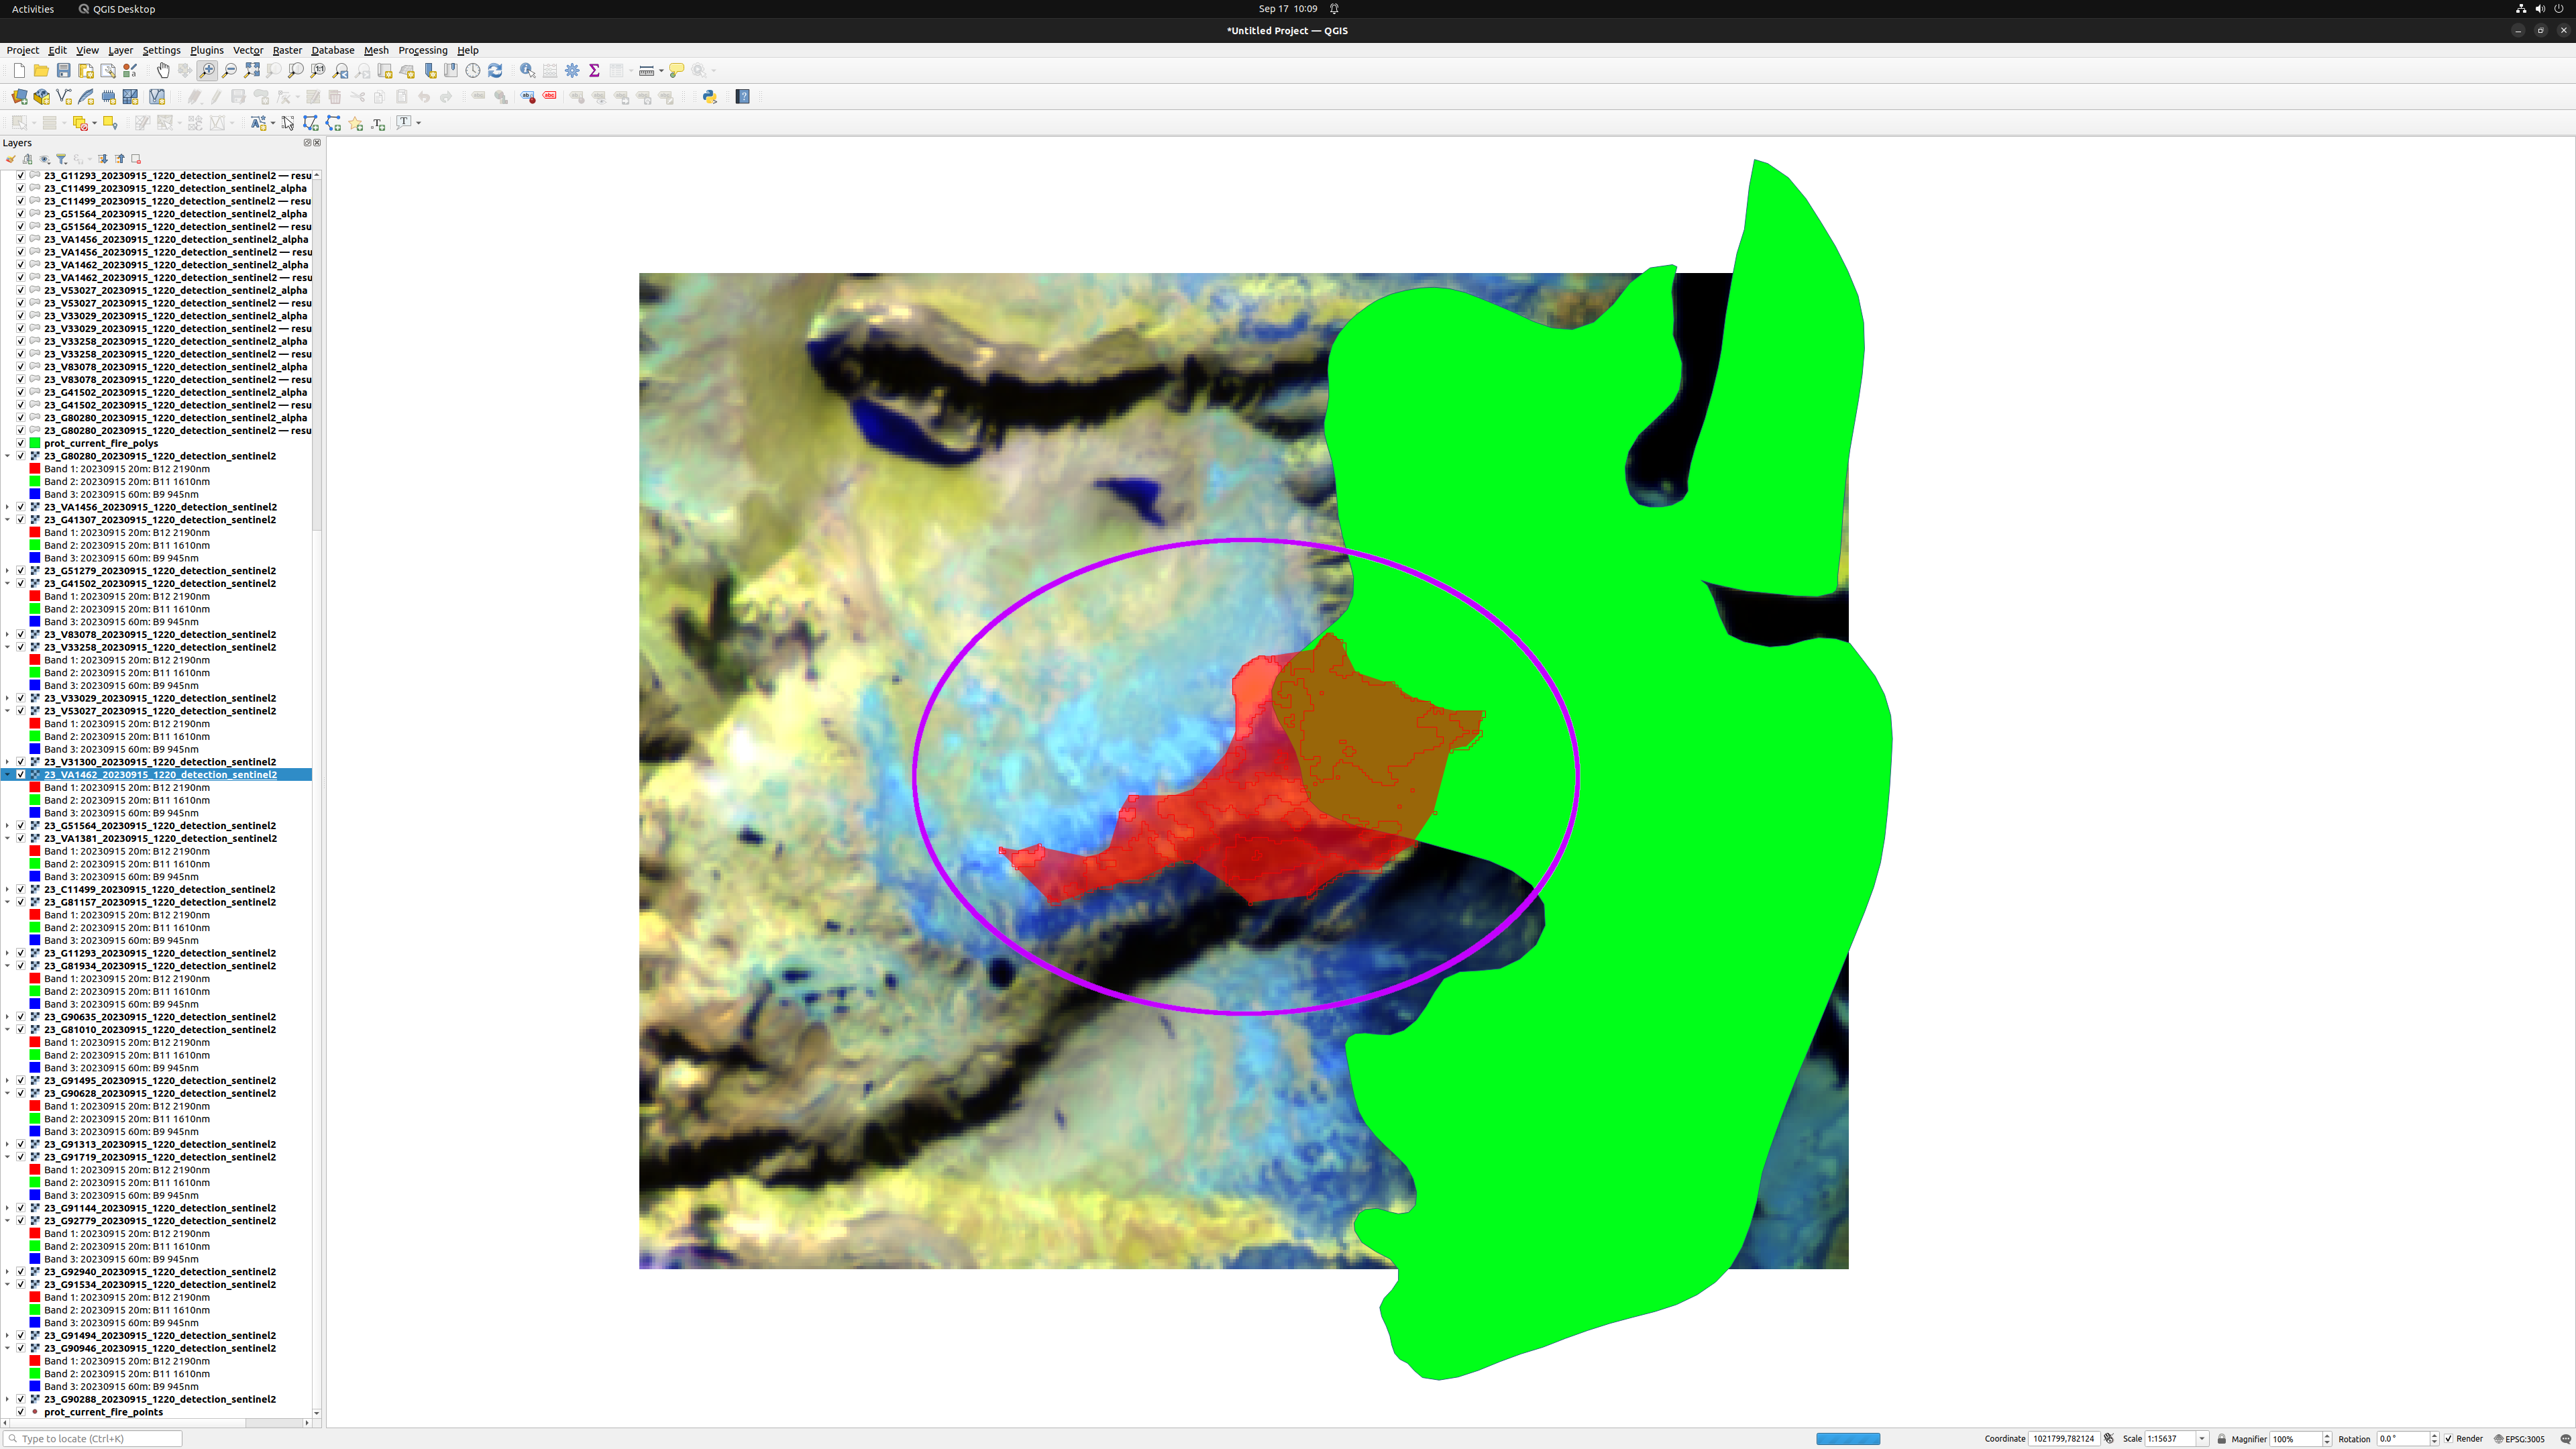 Activities QGIS Desktop Sep 17 10:09
*Untitled Project — QGIS
Project Edit View Layer Settings Plugins Vector Raster Database Mesh Processing Help
Layers
23_G11293_20230915_1220_detection_sentinel2 — resu
23_C11499_20230915_1220_detection_sentinel2_alpha
23_C11499_20230915_1220_detection_sentinel2 — resu
23_G51564_20230915_1220_detection_sentinel2_alpha
23_G51564_20230915_1220_detection_sentinel2 — resu
23_VA1456_20230915_1220_detection_sentinel2_alpha
23_VA1456_20230915_1220_detection_sentinel2 — resu
23_VA1462_20230915_1220_detection_sentinel2_alpha
23_VA1462_20230915_1220_detection_sentinel2 — resu
23_V53027_20230915_1220_detection_sentinel2_alpha
23_V53027_20230915_1220_detection_sentinel2 — resu
23_V33029_20230915_1220_detection_sentinel2_alpha
23_V33029_20230915_1220_detection_sentinel2 — resu
23_V33258_20230915_1220_detection_sentinel2_alpha
23_V33258_20230915_1220_detection_sentinel2 — resu
23_V83078_20230915_1220_detection_sentinel2_alpha
23_V83078_20230915_1220_detection_sentinel2 — resu
23_G41502_20230915_1220_detection_sentinel2_alpha
23_G41502_20230915_1220_detection_sentinel2 — resu
23_G80280_20230915_1220_detection_sentinel2_alpha
23_G80280_20230915_1220_detection_sentinel2 — resu
prot_current_fire_polys
23_G80280_20230915_1220_detection_sentinel2
Band 1: 20230915 20m: B12 2190nm
Band 2: 20230915 20m: B11 1610nm
Band 3: 20230915 60m: B9 945nm
23_VA1456_20230915_1220_detection_sentinel2
23_G41307_20230915_1220_detection_sentinel2
Band 1: 20230915 20m: B12 2190nm
Band 2: 20230915 20m: B11 1610nm
Band 3: 20230915 60m: B9 945nm
23_G51279_20230915_1220_detection_sentinel2
23_G41502_20230915_1220_detection_sentinel2
Band 1: 20230915 20m: B12 2190nm
Band 2: 20230915 20m: B11 1610nm
Band 3: 20230915 60m: B9 945nm
23_V83078_20230915_1220_detection_sentinel2
23_V33258_20230915_1220_detection_sentinel2
Band 1: 20230915 20m: B12 2190nm
Band 2: 20230915 20m: B11 1610nm
Band 3: 20230915 60m: B9 945nm
23_V33029_20230915_1220_detection_sentinel2
23_V53027_20230915_1220_detection_sentinel2
Band 1: 20230915 20m: B12 2190nm
Band 2: 20230915 20m: B11 1610nm
Band 3: 20230915 60m: B9 945nm
23_V31300_20230915_1220_detection_sentinel2
23_VA1462_20230915_1220_detection_sentinel2
Band 1: 20230915 20m: B12 2190nm
Band 2: 20230915 20m: B11 1610nm
Band 3: 20230915 60m: B9 945nm
23_G51564_20230915_1220_detection_sentinel2
23_VA1381_20230915_1220_detection_sentinel2
Band 1: 20230915 20m: B12 2190nm
Band 2: 20230915 20m: B11 1610nm
Band 3: 20230915 60m: B9 945nm
23_C11499_20230915_1220_detection_sentinel2
23_G81157_20230915_1220_detection_sentinel2
Band 1: 20230915 20m: B12 2190nm
Band 2: 20230915 20m: B11 1610nm
Band 3: 20230915 60m: B9 945nm
23_G11293_20230915_1220_detection_sentinel2
23_G81934_20230915_1220_detection_sentinel2
Band 1: 20230915 20m: B12 2190nm
Band 2: 20230915 20m: B11 1610nm
Band 3: 20230915 60m: B9 945nm
23_G90635_20230915_1220_detection_sentinel2
23_G81010_20230915_1220_detection_sentinel2
Band 1: 20230915 20m: B12 2190nm
Band 2: 20230915 20m: B11 1610nm
Band 3: 20230915 60m: B9 945nm
23_G91495_20230915_1220_detection_sentinel2
23_G90628_20230915_1220_detection_sentinel2
Band 1: 20230915 20m: B12 2190nm
Band 2: 20230915 20m: B11 1610nm
Band 3: 20230915 60m: B9 945nm
23_G91313_20230915_1220_detection_sentinel2
23_G91719_20230915_1220_detection_sentinel2
Band 1: 20230915 20m: B12 2190nm
Band 2: 20230915 20m: B11 1610nm
Band 3: 20230915 60m: B9 945nm
23_G91144_20230915_1220_detection_sentinel2
23_G92779_20230915_1220_detection_sentinel2
Band 1: 20230915 20m: B12 2190nm
Band 2: 20230915 20m: B11 1610nm
Band 3: 20230915 60m: B9 945nm
23_G92940_20230915_1220_detection_sentinel2
23_G91534_20230915_1220_detection_sentinel2
Band 1: 20230915 20m: B12 2190nm
Band 2: 20230915 20m: B11 1610nm
Band 3: 20230915 60m: B9 945nm
23_G91494_20230915_1220_detection_sentinel2
23_G90946_20230915_1220_detection_sentinel2
Band 1: 20230915 20m: B12 2190nm
Band 2: 20230915 20m: B11 1610nm
Band 3: 20230915 60m: B9 945nm
23_G90288_20230915_1220_detection_sentinel2
prot_current_fire_points
Type to locate (Ctrl+K) Coordinate 1021799,782124 Scale 1:15637 Magnifier 100% Rotation 0.0 ° Render EPSG:3005